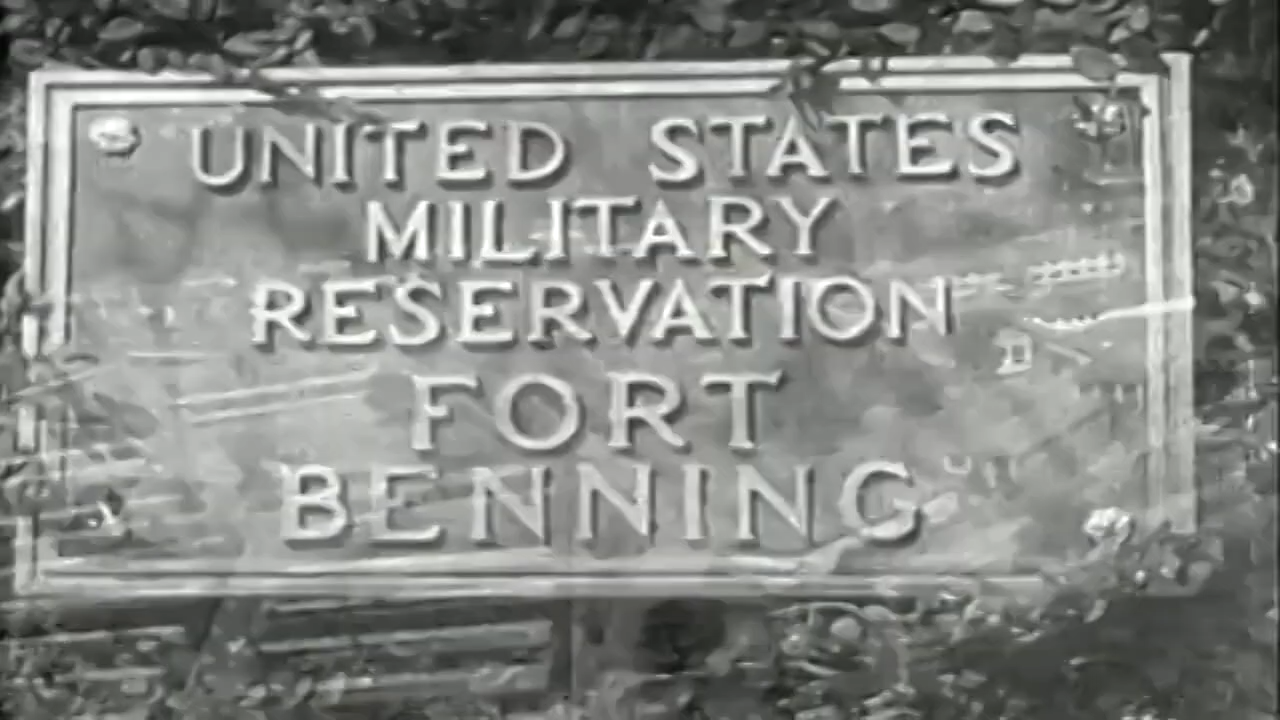 UNITED STATES
MILITARY
RESERVATION
FORT
BENNING